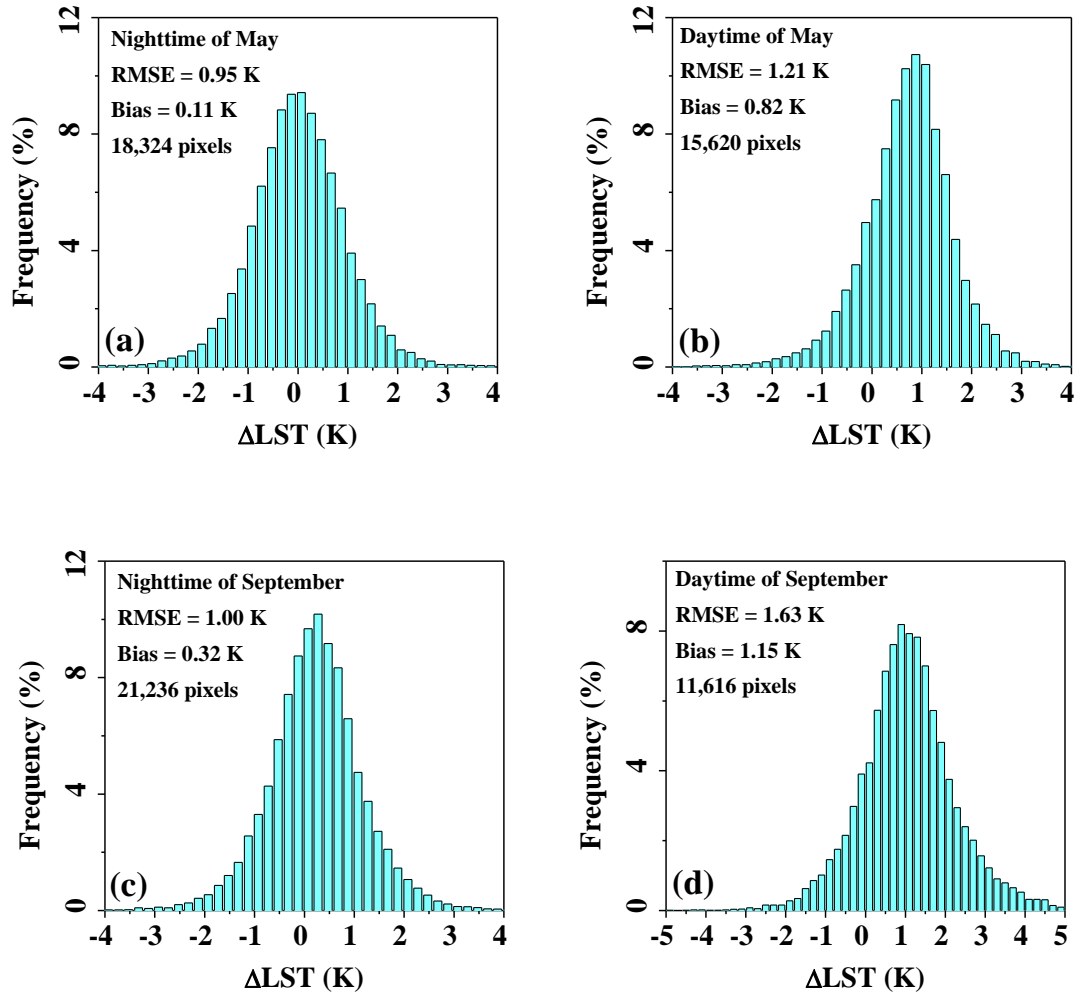 12
Nighttime of May
RMSE = 0.95 K
Bias = 0.11 K
18,324 pixels
8
4
0
Frequency (%)
(a)
-4 -3 -2 -1 0 1 2 3 4
ΔLST (K)
12
Daytime of May
RMSE = 1.21 K
Bias = 0.82 K
15,620 pixels
8
4
0
Frequency (%)
(b)
-4 -3 -2 -1 0 1 2 3 4
ΔLST (K)
12
Nighttime of September
RMSE = 1.00 K
Bias = 0.32 K
21,236 pixels
8
4
0
Frequency (%)
(c)
-4 -3 -2 -1 0 1 2 3 4
ΔLST (K)
Daytime of September
RMSE = 1.63 K
Bias = 1.15 K
11,616 pixels
8
4
0
Frequency (%)
(d)
-5 -4 -3 -2 -1 0 1 2 3 4 5
ΔLST (K)